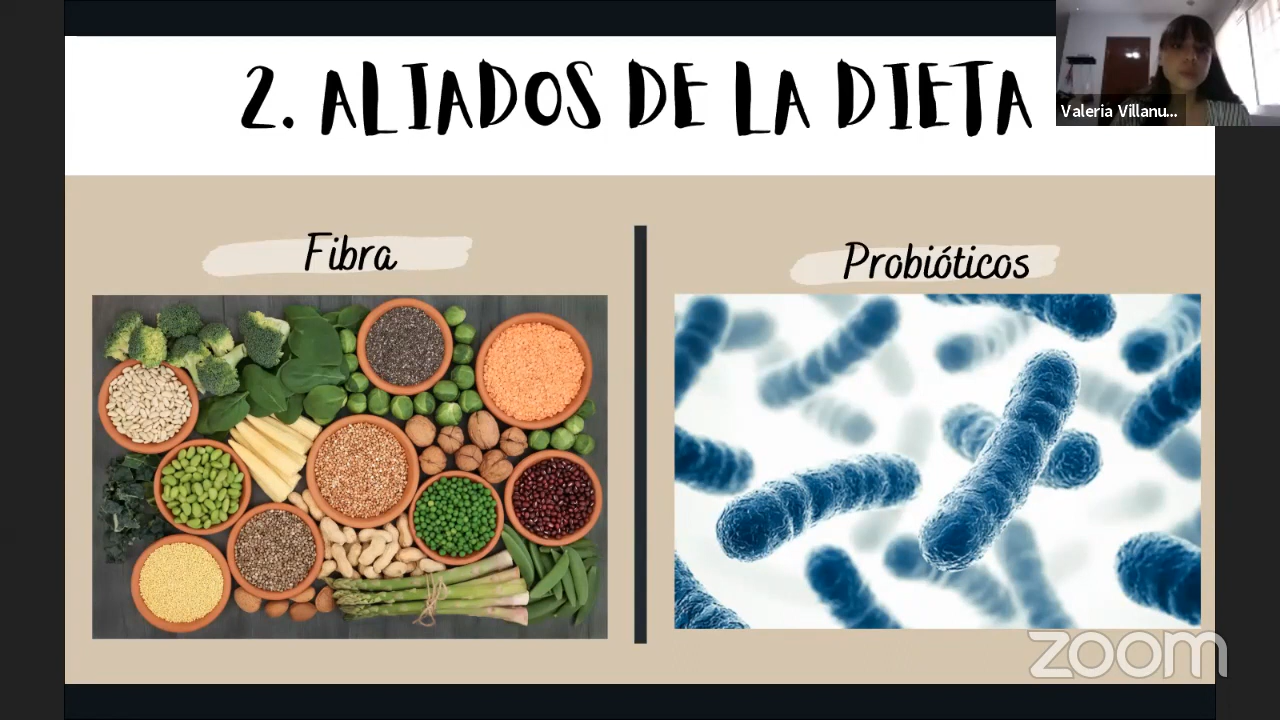 2. ALIADOS DE LA DIETA
Valeria Villanu...
Fibra
Probióticos
zoom